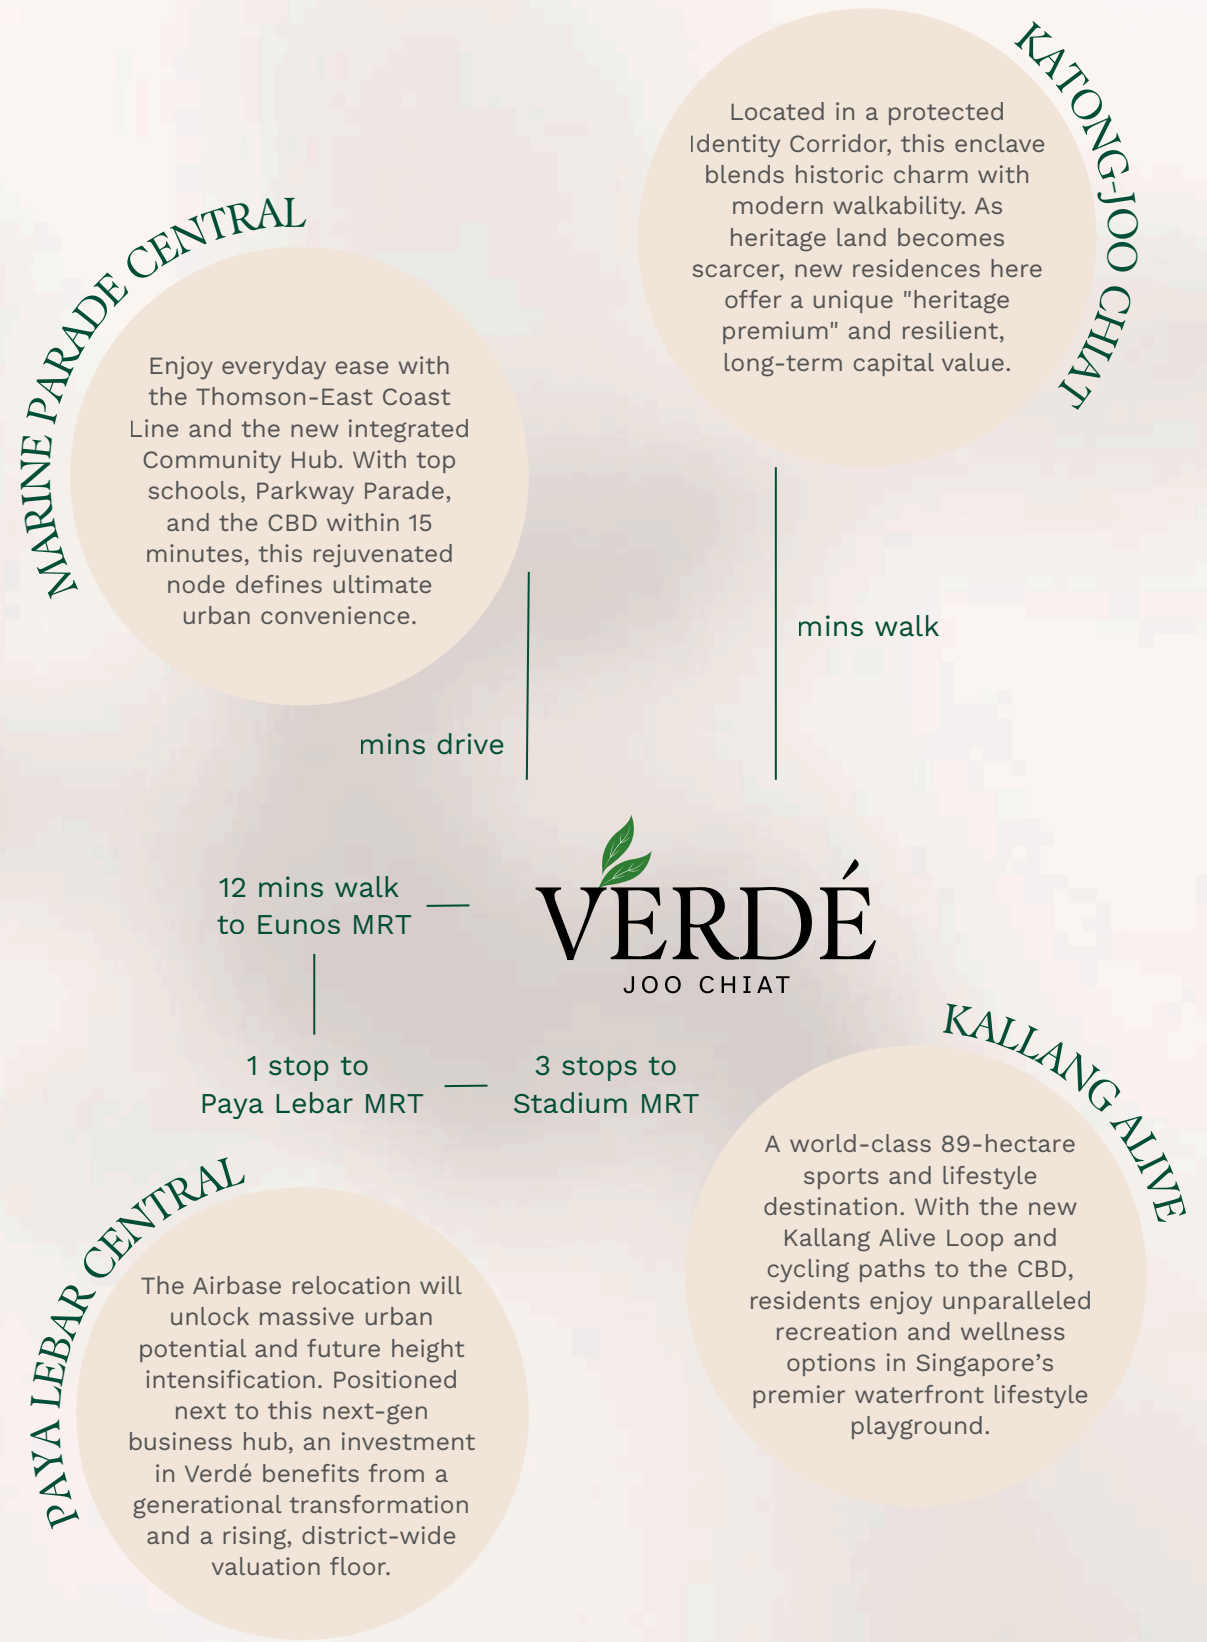 KATONG-JOO CHIAT
Located in a protected
Identity Corridor, this enclave
blends historic charm with
modern walkability. As
heritage land becomes
scarcer, new residences here
offer a unique "heritage
premium" and resilient,
long-term capital value.
MARINE PARADE CENTRAL
Enjoy everyday ease with
the Thomson-East Coast
Line and the new integrated
Community Hub. With top
schools, Parkway Parade,
and the CBD within 15
minutes, this rejuvenated
node defines ultimate
urban convenience.
mins walk
mins drive
12 mins walk
to Eunos MRT
VERDÉ
JOO CHIAT
1 stop to
Paya Lebar MRT
3 stops to
Stadium MRT
KALLANG ALIVE
A world-class 89-hectare
sports and lifestyle
destination. With the new
Kallang Alive Loop and
cycling paths to the CBD,
residents enjoy unparalleled
recreation and wellness
options in Singapore’s
premier waterfront lifestyle
playground.
PAYA LEBAR CENTRAL
The Airbase relocation will
unlock massive urban
potential and future height
intensification. Positioned
next to this next-gen
business hub, an investment
in Verdé benefits from a
generational transformation
and a rising, district-wide
valuation floor.